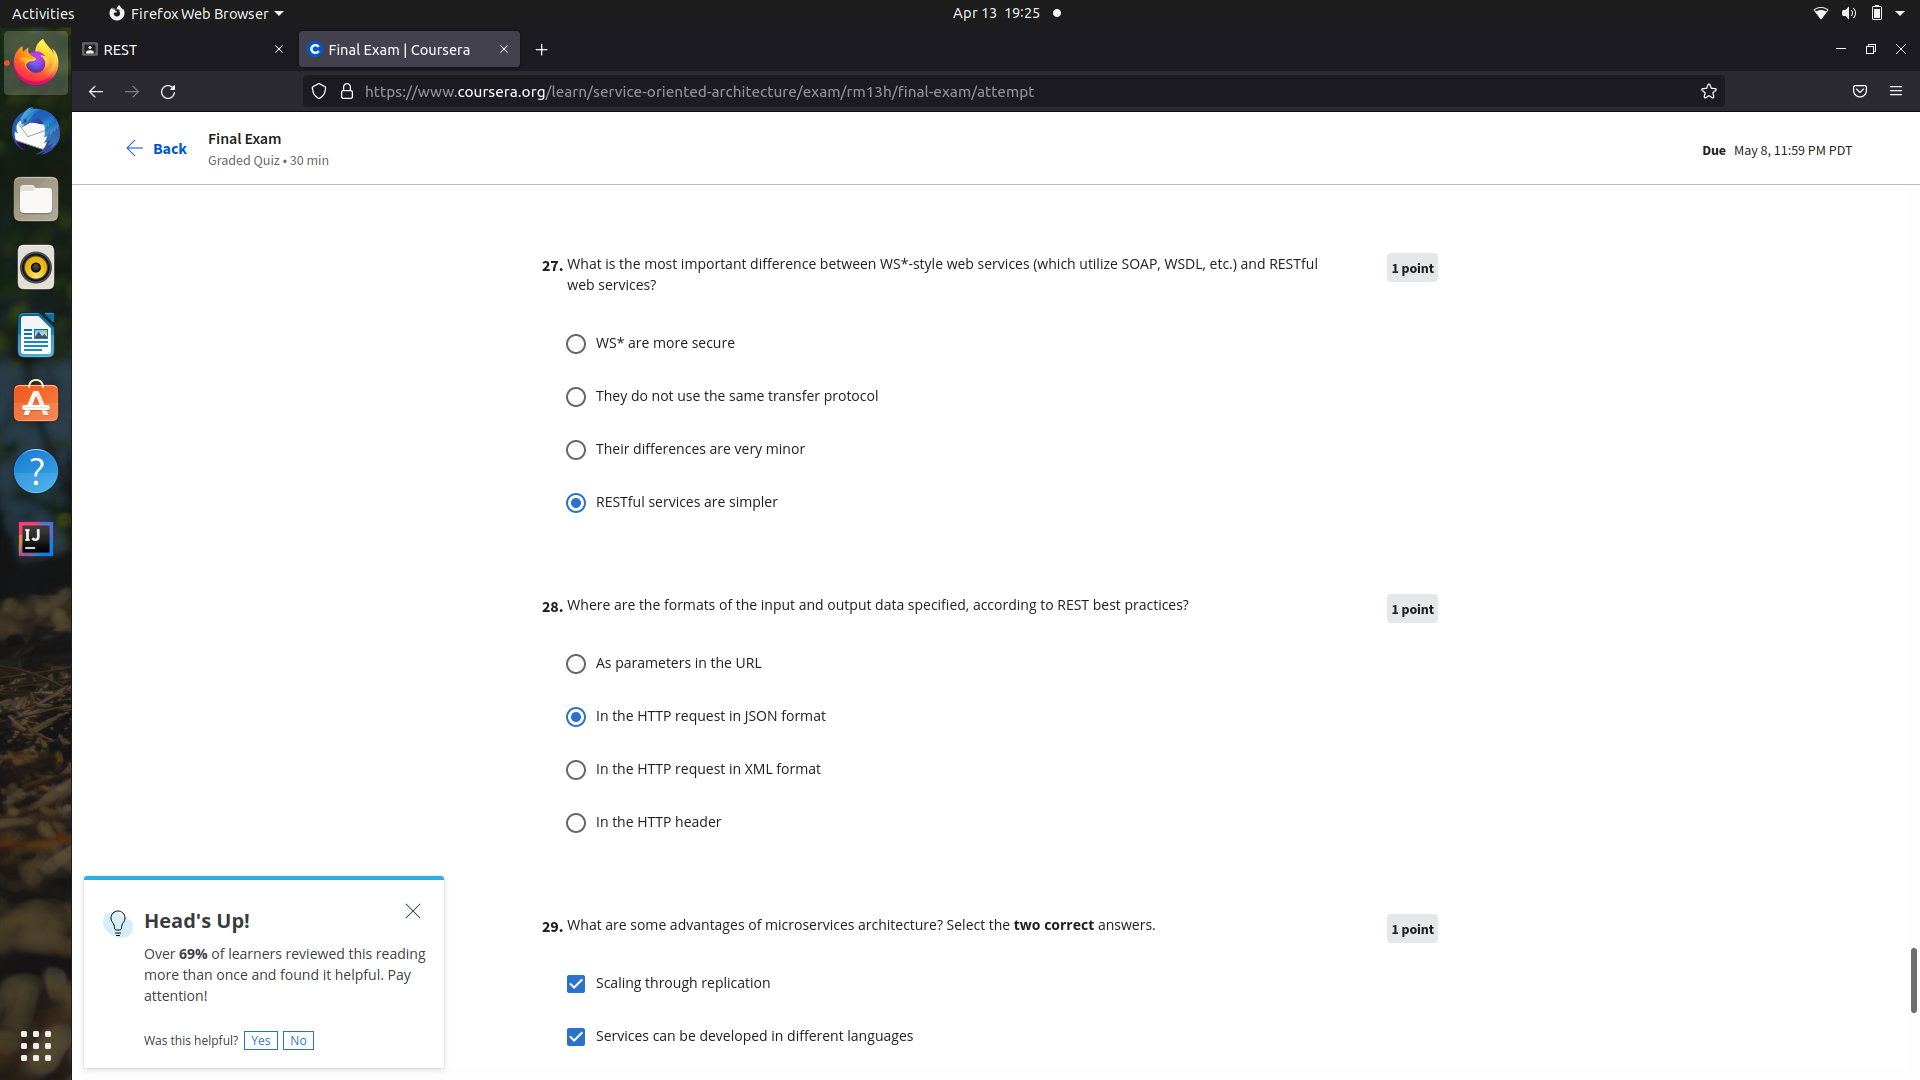 Activities
Firefox Web Browser
Apr 13 19:25
REST
Final Exam | Coursera
https://www.coursera.org/learn/service-oriented-architecture/exam/rm13h/final-exam/attempt
Back
Final Exam
Graded Quiz • 30 min
Due May 8, 11:59 PM PDT
27. What is the most important difference between WS*-style web services (which utilize SOAP, WSDL, etc.) and RESTful
web services?
1 point
WS* are more secure
They do not use the same transfer protocol
Their differences are very minor
RESTful services are simpler
28. Where are the formats of the input and output data specified, according to REST best practices?
1 point
As parameters in the URL
In the HTTP request in JSON format
In the HTTP request in XML format
In the HTTP header
29. What are some advantages of microservices architecture? Select the two correct answers.
1 point
Scaling through replication
Services can be developed in different languages
Head's Up!
Over 69% of learners reviewed this reading
more than once and found it helpful. Pay
attention!
Was this helpful? Yes No
IJ